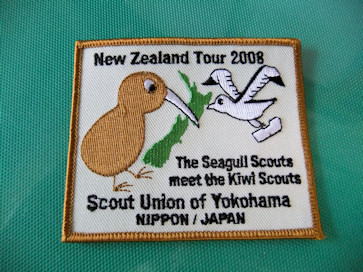 New Zealand Tour 2008
The Seagull Scouts
meet the Kiwi Scouts
Scout Union of Yokohama
NIPPON / JAPAN